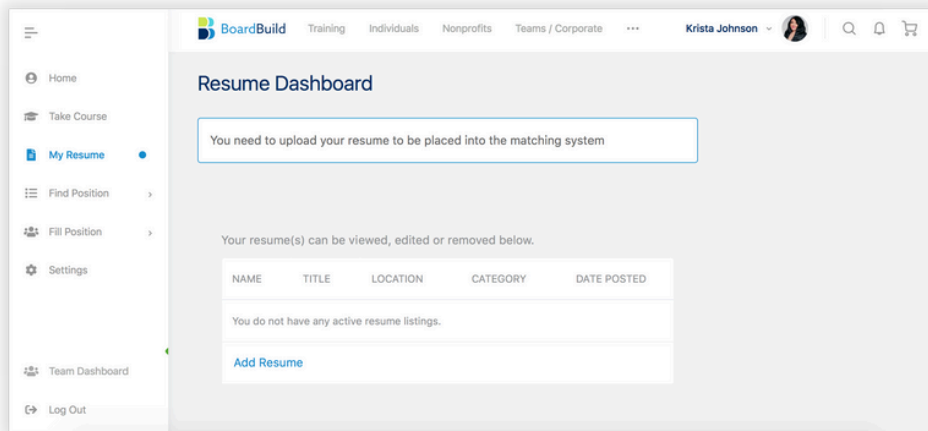 BoardBuild Training Individuals Nonprofits Teams / Corporate ••• Krista Johnson
Home
Take Course
My Resume
Find Position
Fill Position
Settings
Team Dashboard
Log Out
Resume Dashboard
You need to upload your resume to be placed into the matching system
Your resume(s) can be viewed, edited or removed below.
NAME TITLE LOCATION CATEGORY DATE POSTED
You do not have any active resume listings.
Add Resume